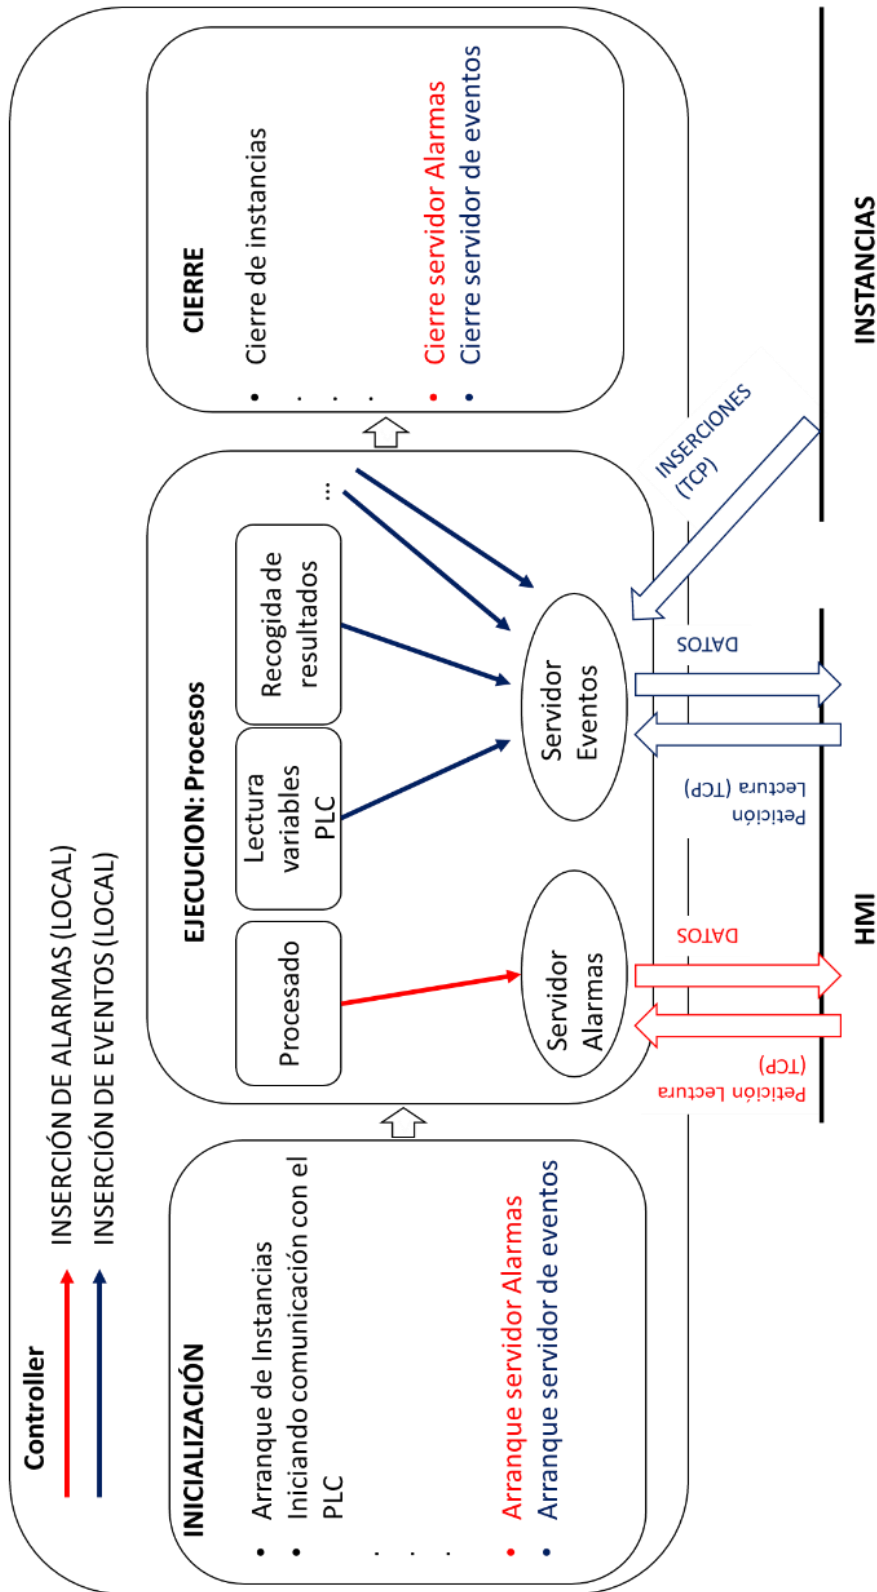 Controller
INSERCIÓN DE ALARMAS (LOCAL)
INSERCIÓN DE EVENTOS (LOCAL)
INICIALIZACIÓN
• Arranque de Instancias
• Iniciando comunicación con el
PLC
.
.
.
• Arranque servidor Alarmas
• Arranque servidor de eventos
EJECUCION: Procesos
Procesado
Lectura
variables
PLC
Recogida de
resultados
...
Servidor
Alarmas
Servidor
Eventos
CIERRE
• Cierre de instancias
.
.
.
• Cierre servidor Alarmas
• Cierre servidor de eventos
Petición Lectura
(TCP)
DATOS
Petición
Lectura (TCP)
DATOS
INSERCIONES
(TCP)
HMI
INSTANCIAS